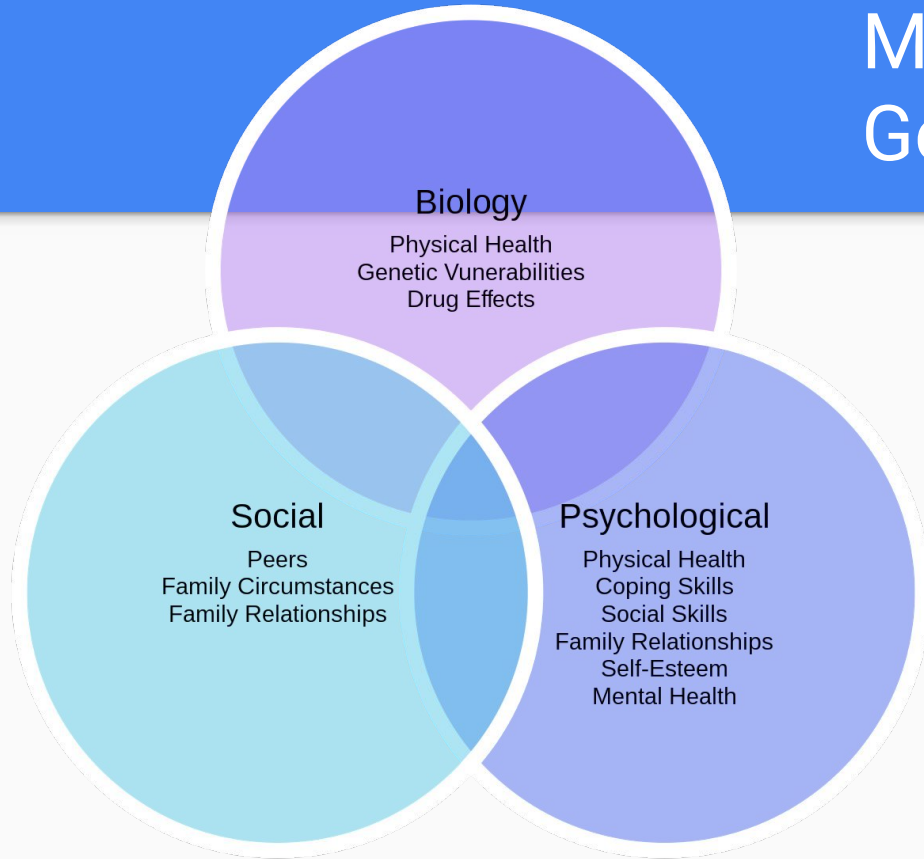 Biology
Physical Health
Genetic Vunerabilities
Drug Effects
Social
Peers
Family Circumstances
Family Relationships
Psychological
Physical Health
Coping Skills
Social Skills
Family Relationships
Self-Esteem
Mental Health